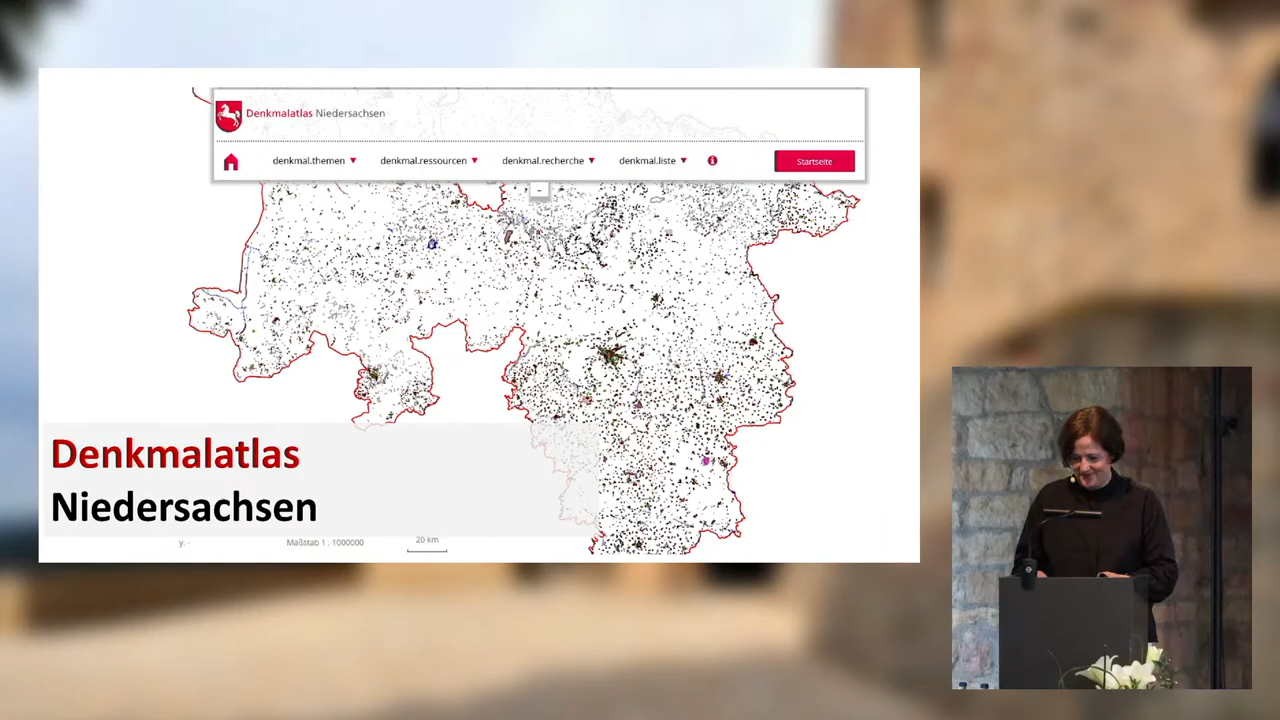 Denkmalatlas Niedersachsen
denkmal.themen denkmal.ressourcen denkmal.recherche denkmal.liste Startseite
Denkmalatlas
Niedersachsen
y: -
Maßstab 1 : 1000000
20 km